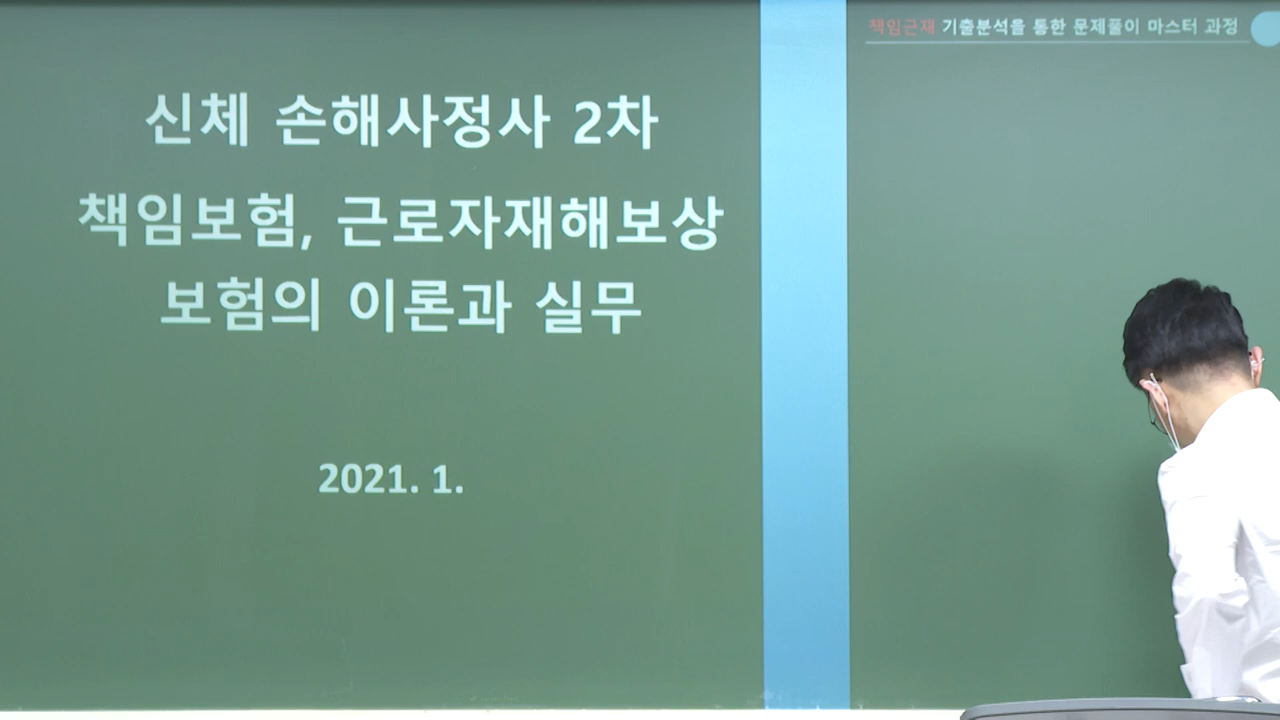 신체 손해사정사 2차
책임보험, 근로자재해보상
보험의 이론과 실무
2021. 1.
책임근재 기출분석을 통한 문제풀이 마스터 과정